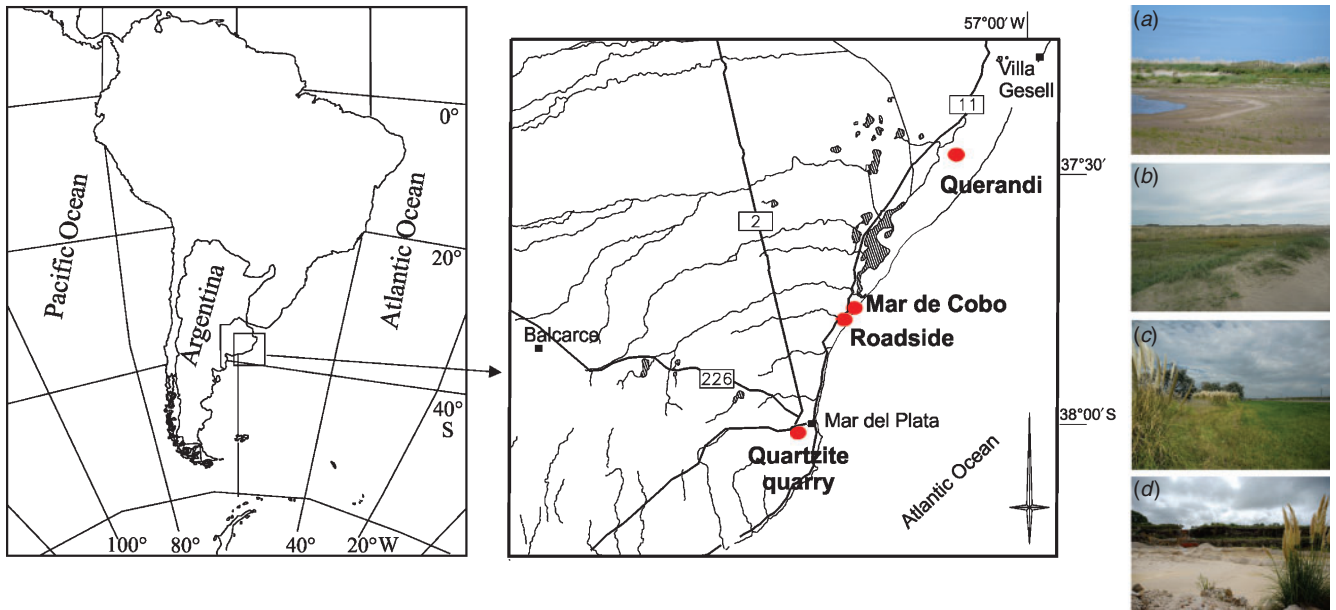 0°
20°
40°
S
100°
80°
40°
20°W
Pacific Ocean
Argentina
Atlantic Ocean
57°00′ W
Villa
Gesell
11
37°30′
Querandi
2
Mar de Cobo
Roadside
Balcarce
226
38°00′ S
Mar del Plata
Quartzite
quarry
Atlantic Ocean
(a)
(b)
(c)
(d)